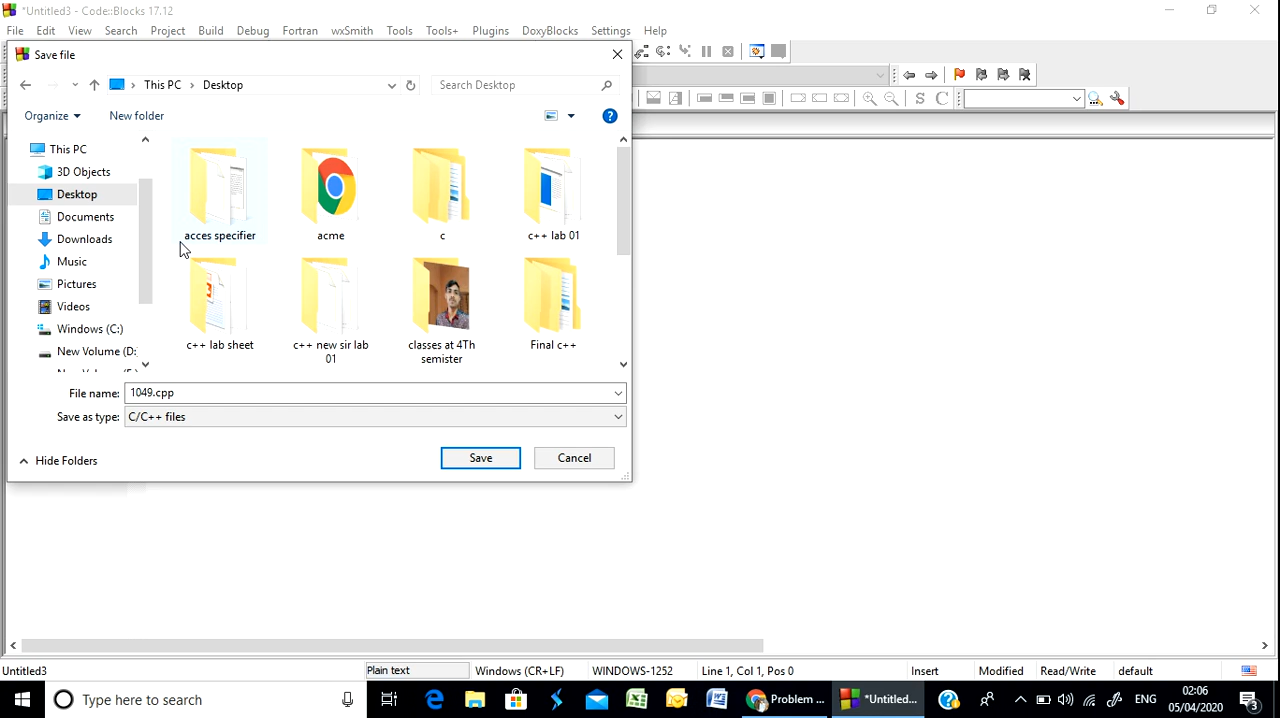 *Untitled3 - Code::Blocks 17.12
File Edit View Search Project Build Debug Fortran wxSmith Tools Tools+ Plugins DoxyBlocks Settings Help
Save file
This PC > Desktop
Search Desktop
Organize
New folder
This PC
3D Objects
Desktop
Documents
Downloads
Music
Pictures
Videos
Windows (C:)
New Volume (D:
acces specifier
acme
c
c++ lab 01
c++ lab sheet
c++ new sir lab
01
classes at 4Th
semister
Final c++
File name: 1049.cpp
Save as type: C/C++ files
Hide Folders
Save
Cancel
Untitled3
Plain text
Windows (CR+LF)
WINDOWS-1252
Line 1, Col 1, Pos 0
Insert
Modified
Read/Write
default
Type here to search
Problem ...
*Untitled...
ENG
02:06
05/04/2020
3